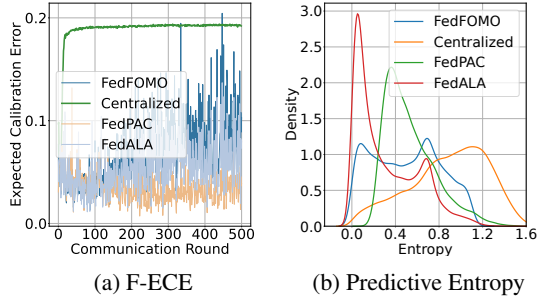 0.2
0.1
0.0
Expected Calibration Error
FedFOMO
Centralized
FedPAC
FedALA
0 100 200 300 400 500
Communication Round
(a) F-ECE
3.0
2.5
2.0
1.5
1.0
0.5
0.0
Density
FedFOMO
Centralized
FedPAC
FedALA
0.0 0.4 0.8 1.2 1.6
Entropy
(b) Predictive Entropy